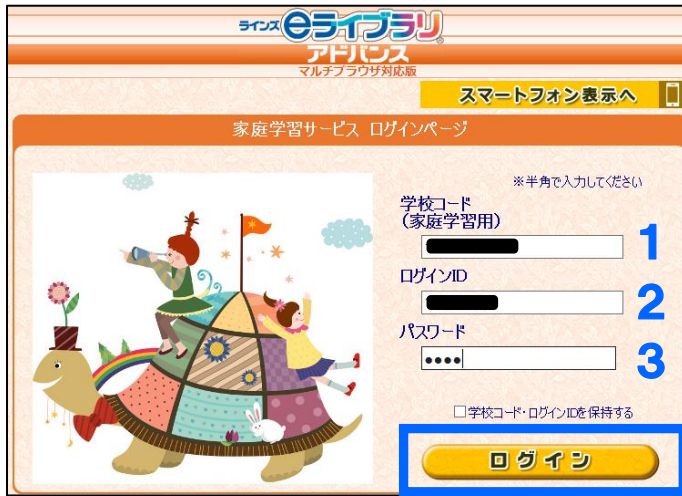 ラインズeライブラリ
アドバンス
マルチブラウザ対応版
スマートフォン表示へ
家庭学習サービス ログインページ
※半角で入力してください
学校コード
(家庭学習用)
1
ログインID
2
パスワード
●●●●
3
□学校コード・ログインIDを保持する
ログイン